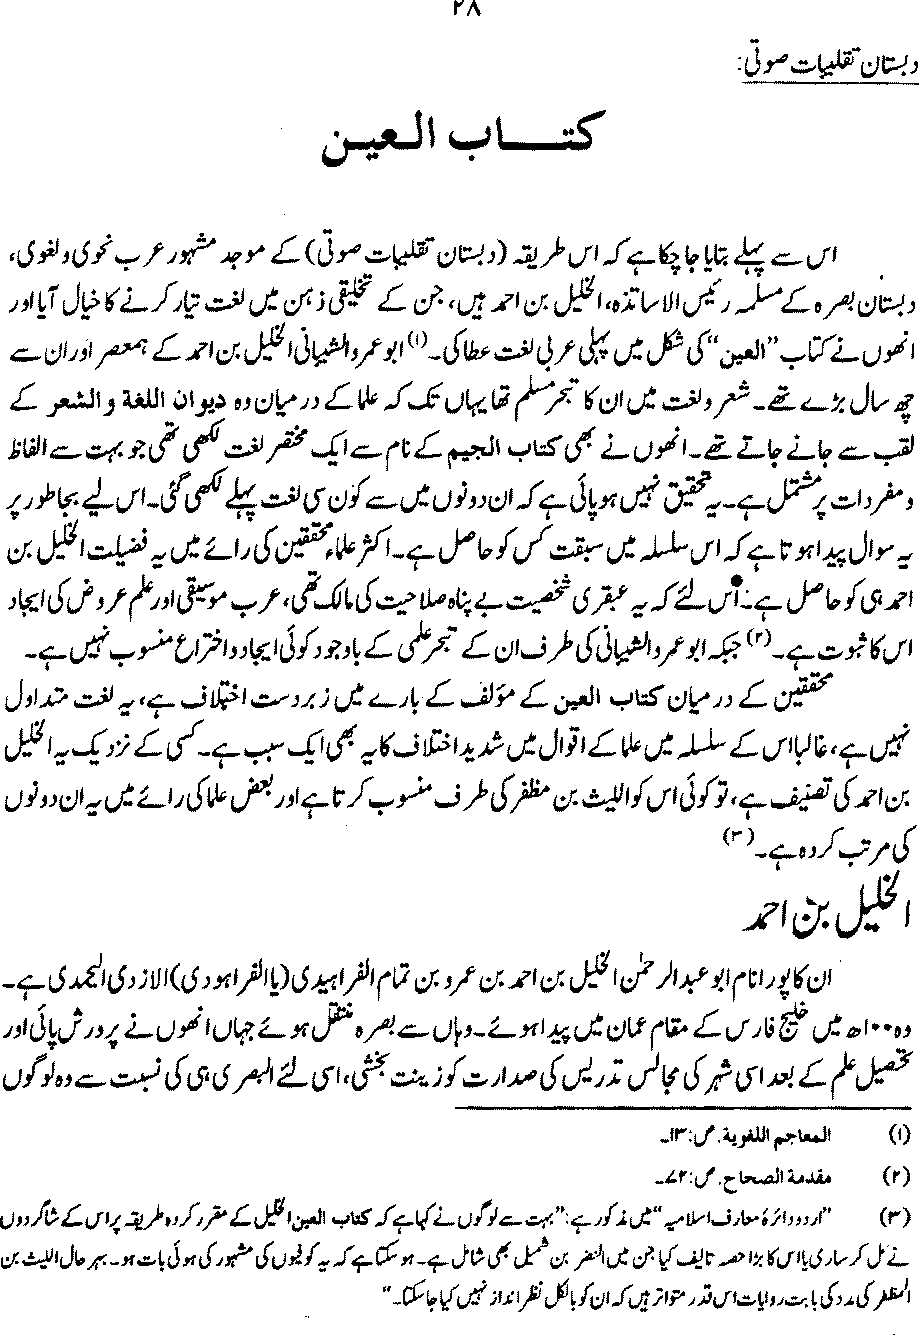 ۲۸
دبستان تقلیبات صوتی:
کتاب العین
اس سے پہلے بتایا جاچکا ہے کہ اس طریقہ (دبستان تقلیبات صوتی) کے موجد مشہور عرب نحوی ولغوی،
دبستان بصرہ کے مسلمہ رئیس الاساتذہ، الخلیل بن احمد ہیں، جن کے تخلیقی ذہن میں لغت تیار کرنے کا خیال آیا اور
انھوں نے کتاب ”العین“ کی شکل میں پہلی عربی لغت عطا کی۔(۱) ابو عمرو الشیبانی الخلیل بن احمد کے ہمعصر اور ان سے
چھ سال بڑے تھے۔ شعر ولغت میں ان کا تبحر مسلم تھا یہاں تک کہ علما کے درمیان وہ دیوان اللغة و الشعر کے
لقب سے جانے جاتے تھے۔ انھوں نے بھی کتاب الجیم کے نام سے ایک مختصر لغت لکھی تھی جو بہت سے الفاظ
ومفردات پر مشتمل ہے۔ یہ تحقیق نہیں ہوپائی ہے کہ ان دونوں میں سے کون سی لغت پہلے لکھی گئی۔ اس لیے بجا طور پر
یہ سوال پیدا ہوتا ہے کہ اس سلسلہ میں سبقت کس کو حاصل ہے۔ اکثر علماء محققین کی رائے میں یہ فضیلت الخلیل بن
احمد ہی کو حاصل ہے۔ اس لئے کہ یہ عبقری شخصیت بے پناہ صلاحیت کی مالک تھی، عرب موسیقی اور علم عروض کی ایجاد
اس کا ثبوت ہے۔(۲) جبکہ ابو عمرو الشیبانی کی طرف ان کے تبحر علمی کے باوجود کوئی ایجاد واختراع منسوب نہیں ہے۔
محققین کے درمیان کتاب العین کے مؤلف کے بارے میں زبردست اختلاف ہے، یہ لغت متداول
نہیں ہے، غالبا اس کے سلسلہ میں علما کے اقوال میں شدید اختلاف کا یہ بھی ایک سبب ہے۔ کسی کے نزدیک یہ الخلیل
بن احمد کی تصنیف ہے، تو کوئی اس کو اللیث بن مظفر کی طرف منسوب کرتا ہے اور بعض علما کی رائے میں یہ ان دونوں
کی مرتب کردہ ہے۔(۳)
الخلیل بن احمد
ان کا پورا نام ابو عبدالرحمٰن الخلیل بن احمد بن عمرو بن تمام الفراہیدی (یا الفراہودی) الازدی الیحمدی ہے۔
وہ ۱۰۰ھ میں خلیج فارس کے مقام عمان میں پیدا ہوئے۔ وہاں سے بصرہ منتقل ہوئے جہاں انھوں نے پرورش پائی اور
تحصیل علم کے بعد اسی شہر کی مجالس تدریس کی صدارت کو زینت بخشی، اسی لئے البصری ہی کی نسبت سے وہ لوگوں
(۱) المعاجم اللغویة، ص: ۱۳۔
(۲) مقدمة الصحاح، ص: ۷۲۔
(۳) ”اردو دائرۂ معارف اسلامیہ“ میں مذکور ہے: ”بہت سے لوگوں نے کہا ہے کہ کتاب العین الخلیل کے مقرر کردہ طریقہ پر اس کے شاگردوں
نے مل کر ساری یا اس کا بڑا حصہ تالیف کیا جن میں النضر بن شمیل بھی شامل ہے۔ ہوسکتا ہے کہ یہ کوفیوں کی مشہور کی ہوئی بات ہو۔ بہر حال اللیث بن
المظفر کی مدد کی بابت روایات اس قدر متواتر ہیں کہ ان کو بالکل نظر انداز نہیں کیا جاسکتا۔“